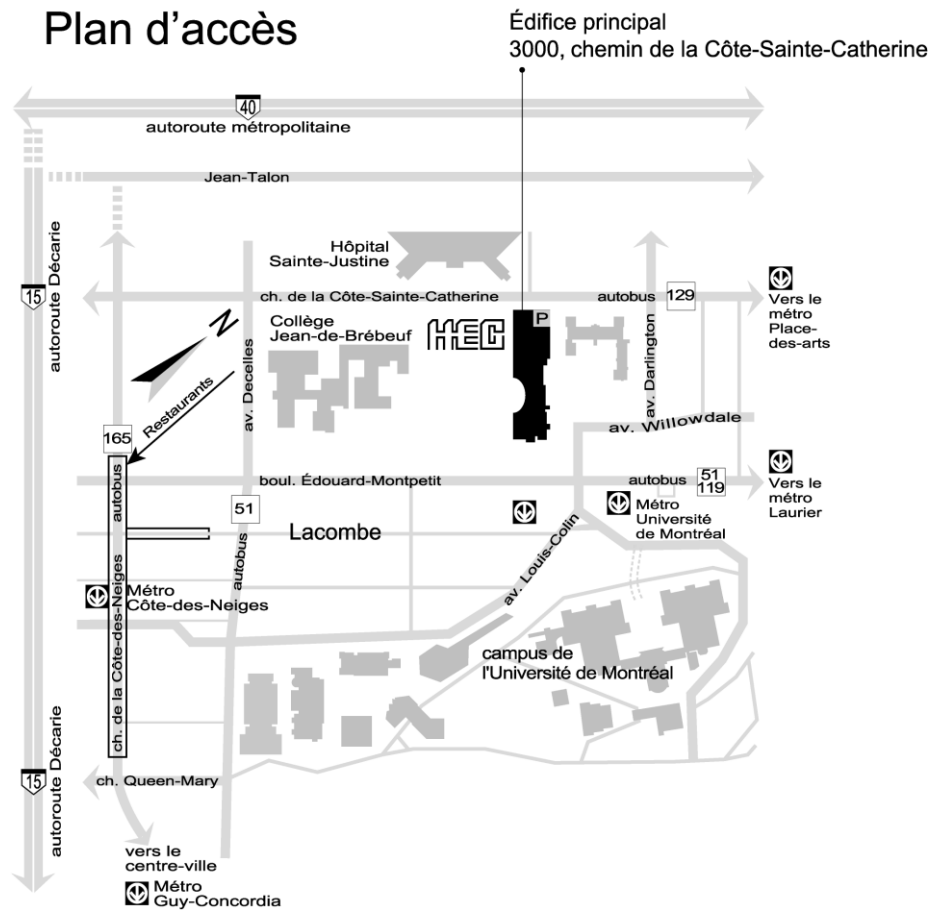 Plan d'accès
Édifice principal
3000, chemin de la Côte-Sainte-Catherine
40
autoroute métropolitaine
Jean-Talon
autoroute Décarie
15
Hôpital
Sainte-Justine
ch. de la Côte-Sainte-Catherine
autobus 129
Vers le
métro
Place-
des-arts
N
Collège
Jean-de-Brébeuf
HEC
P
av. Decelles
av. Darlington
Restaurants
av. Willowdale
165
autobus
boul. Édouard-Montpetit
autobus 51
119
Vers le
métro
Laurier
51
autobus
Lacombe
Métro
Université
de Montréal
av. Louis-Colin
Métro
Côte-des-Neiges
ch. de la Côte-des-Neiges
campus de
l'Université de Montréal
15
autoroute Décarie
ch. Queen-Mary
vers le
centre-ville
Métro
Guy-Concordia